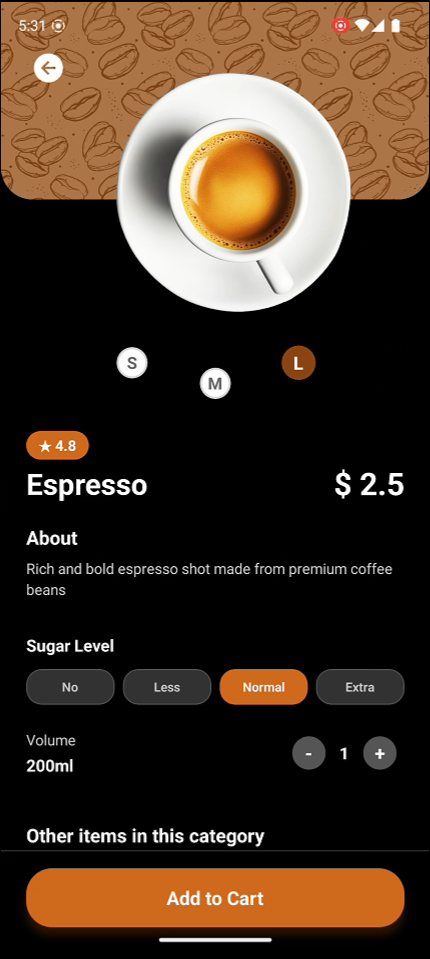 5:31
S
M
L
★ 4.8
Espresso
$ 2.5
About
Rich and bold espresso shot made from premium coffee
beans
Sugar Level
No
Less
Normal
Extra
Volume
200ml
- 1 +
Other items in this category
Add to Cart